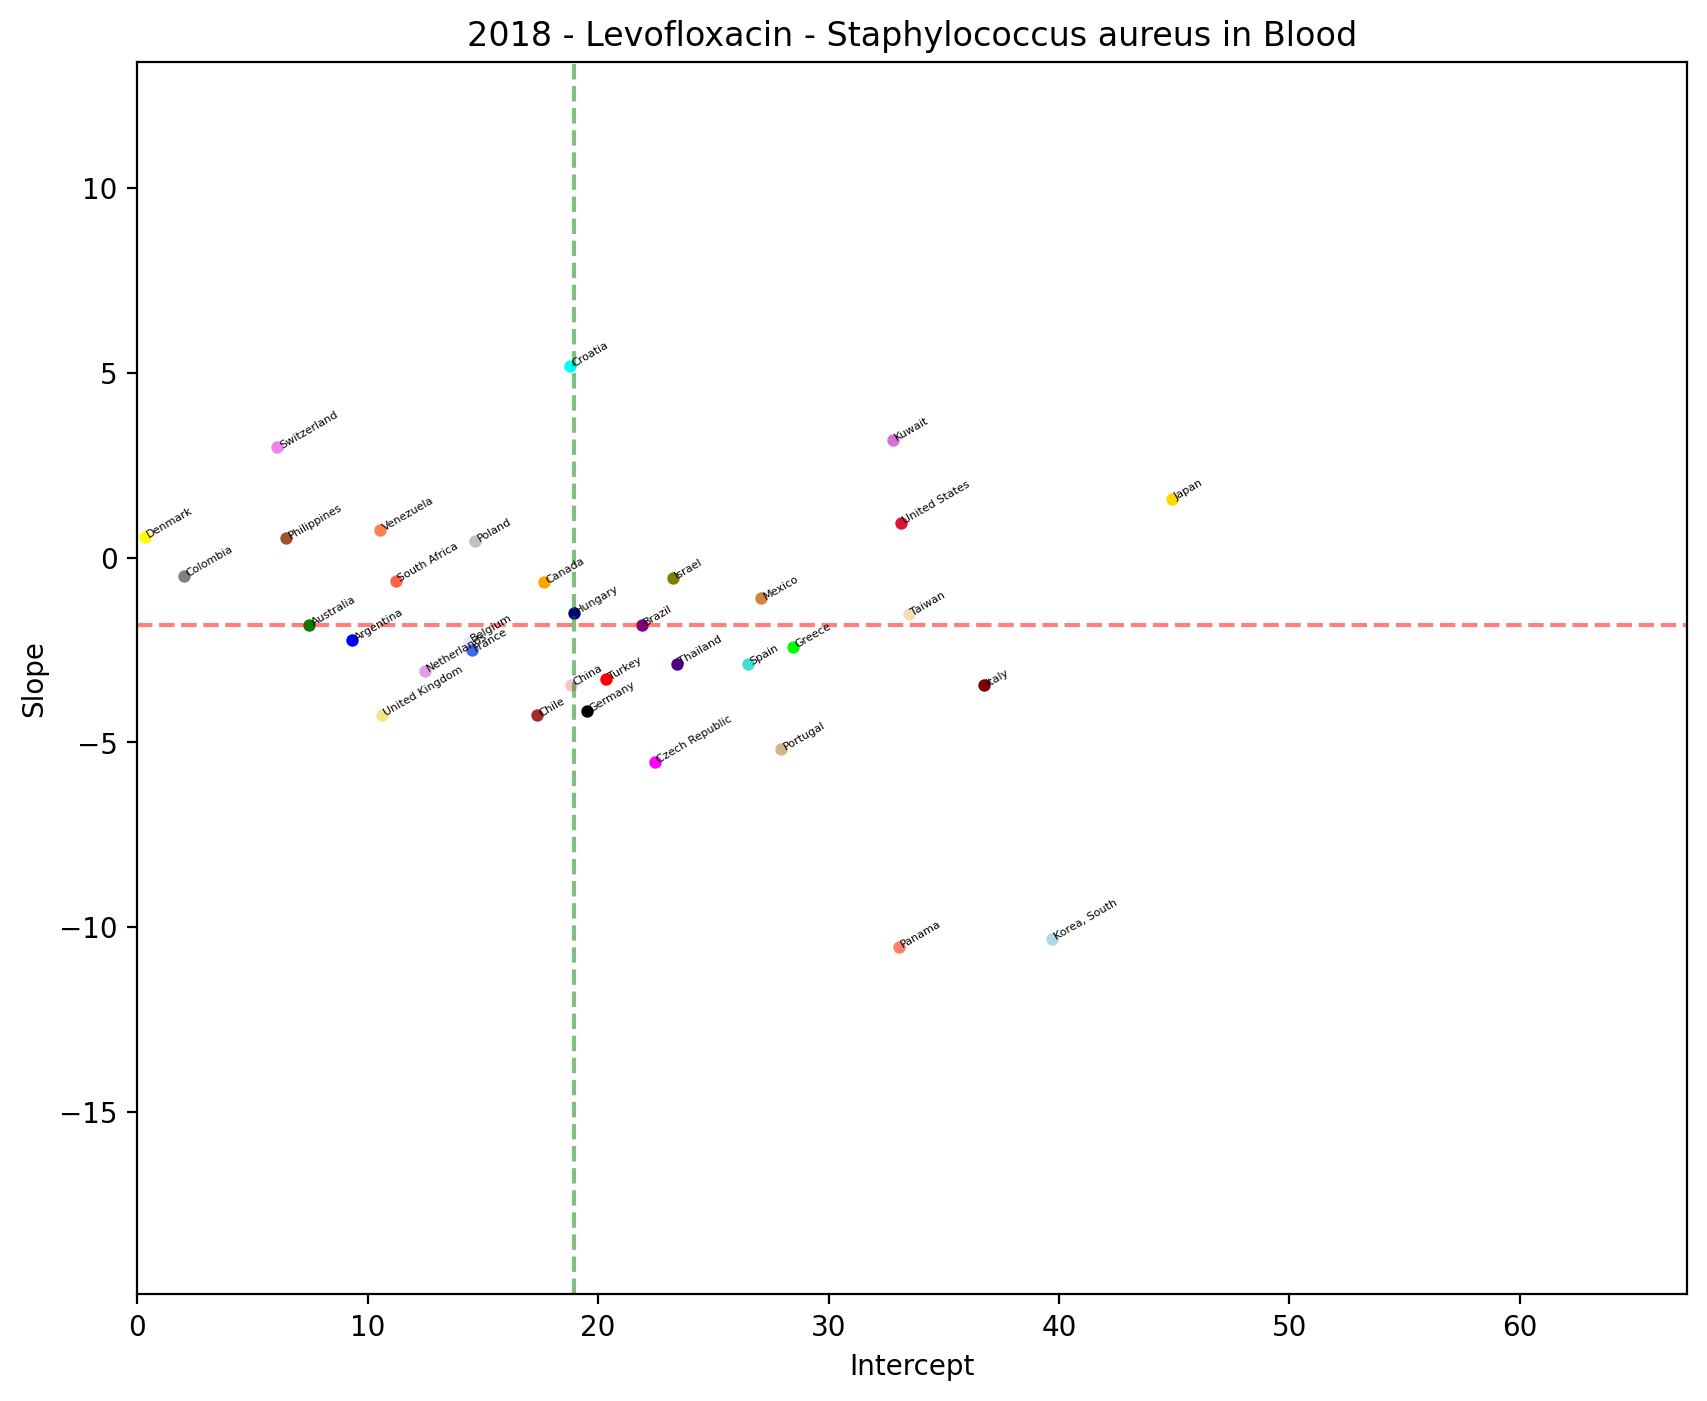 2018 - Levofloxacin - Staphylococcus aureus in Blood
10
5
0
−5
−10
−15
Slope
Croatia
Switzerland
Kuwait
Japan
United States
Denmark
Philippines
Venezuela
Poland
Colombia
South Africa
Canada
Israel
Mexico
Hungary
Taiwan
Australia
Brazil
Argentina
Belgium
France
Greece
Netherlands
Thailand
Spain
China
Turkey
Italy
United Kingdom
Chile
Germany
Portugal
Czech Republic
Korea, South
Panama
0
10
20
30
40
50
60
Intercept